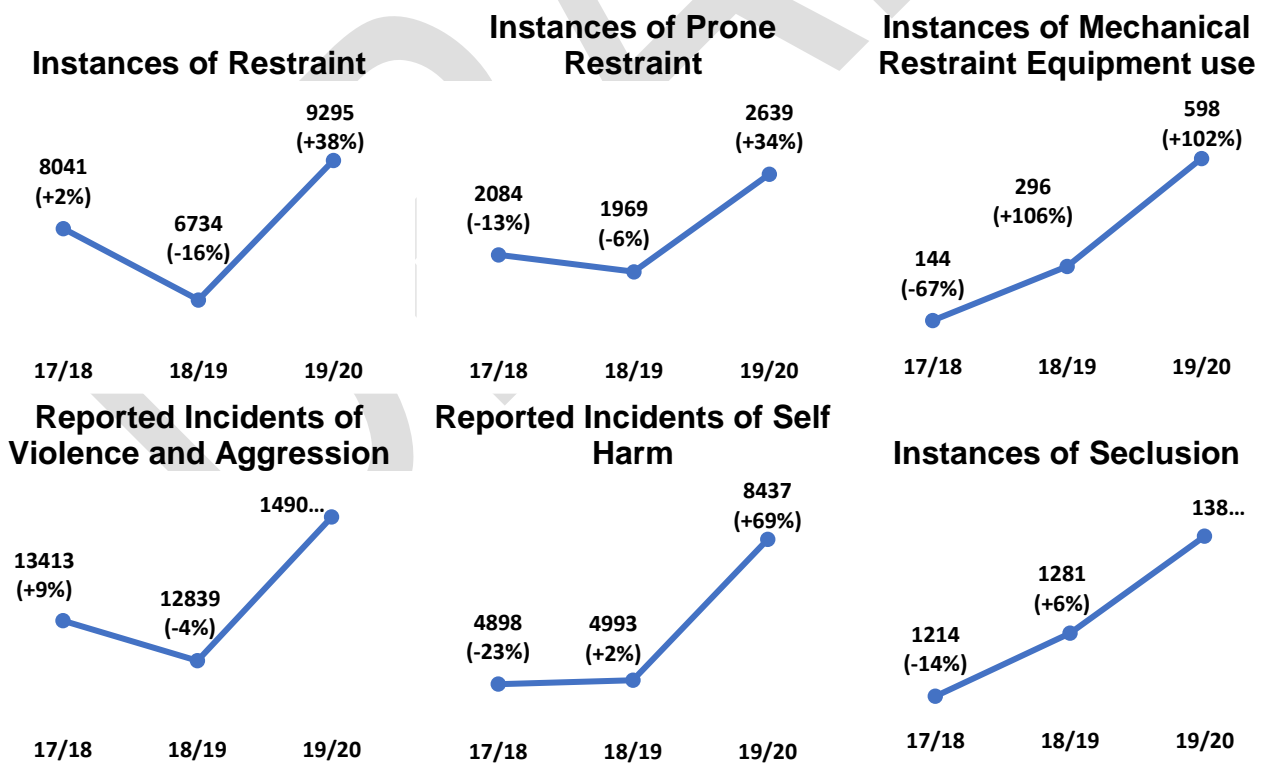 Instances of Restraint
8041
(+2%)
6734
(-16%)
9295
(+38%)
17/18 18/19 19/20
Instances of Prone
Restraint
2084
(-13%)
1969
(-6%)
2639
(+34%)
17/18 18/19 19/20
Instances of Mechanical
Restraint Equipment use
144
(-67%)
296
(+106%)
598
(+102%)
17/18 18/19 19/20
Reported Incidents of
Violence and Aggression
13413
(+9%)
12839
(-4%)
1490...
17/18 18/19 19/20
Reported Incidents of Self
Harm
4898
(-23%)
4993
(+2%)
8437
(+69%)
17/18 18/19 19/20
Instances of Seclusion
1214
(-14%)
1281
(+6%)
138...
17/18 18/19 19/20